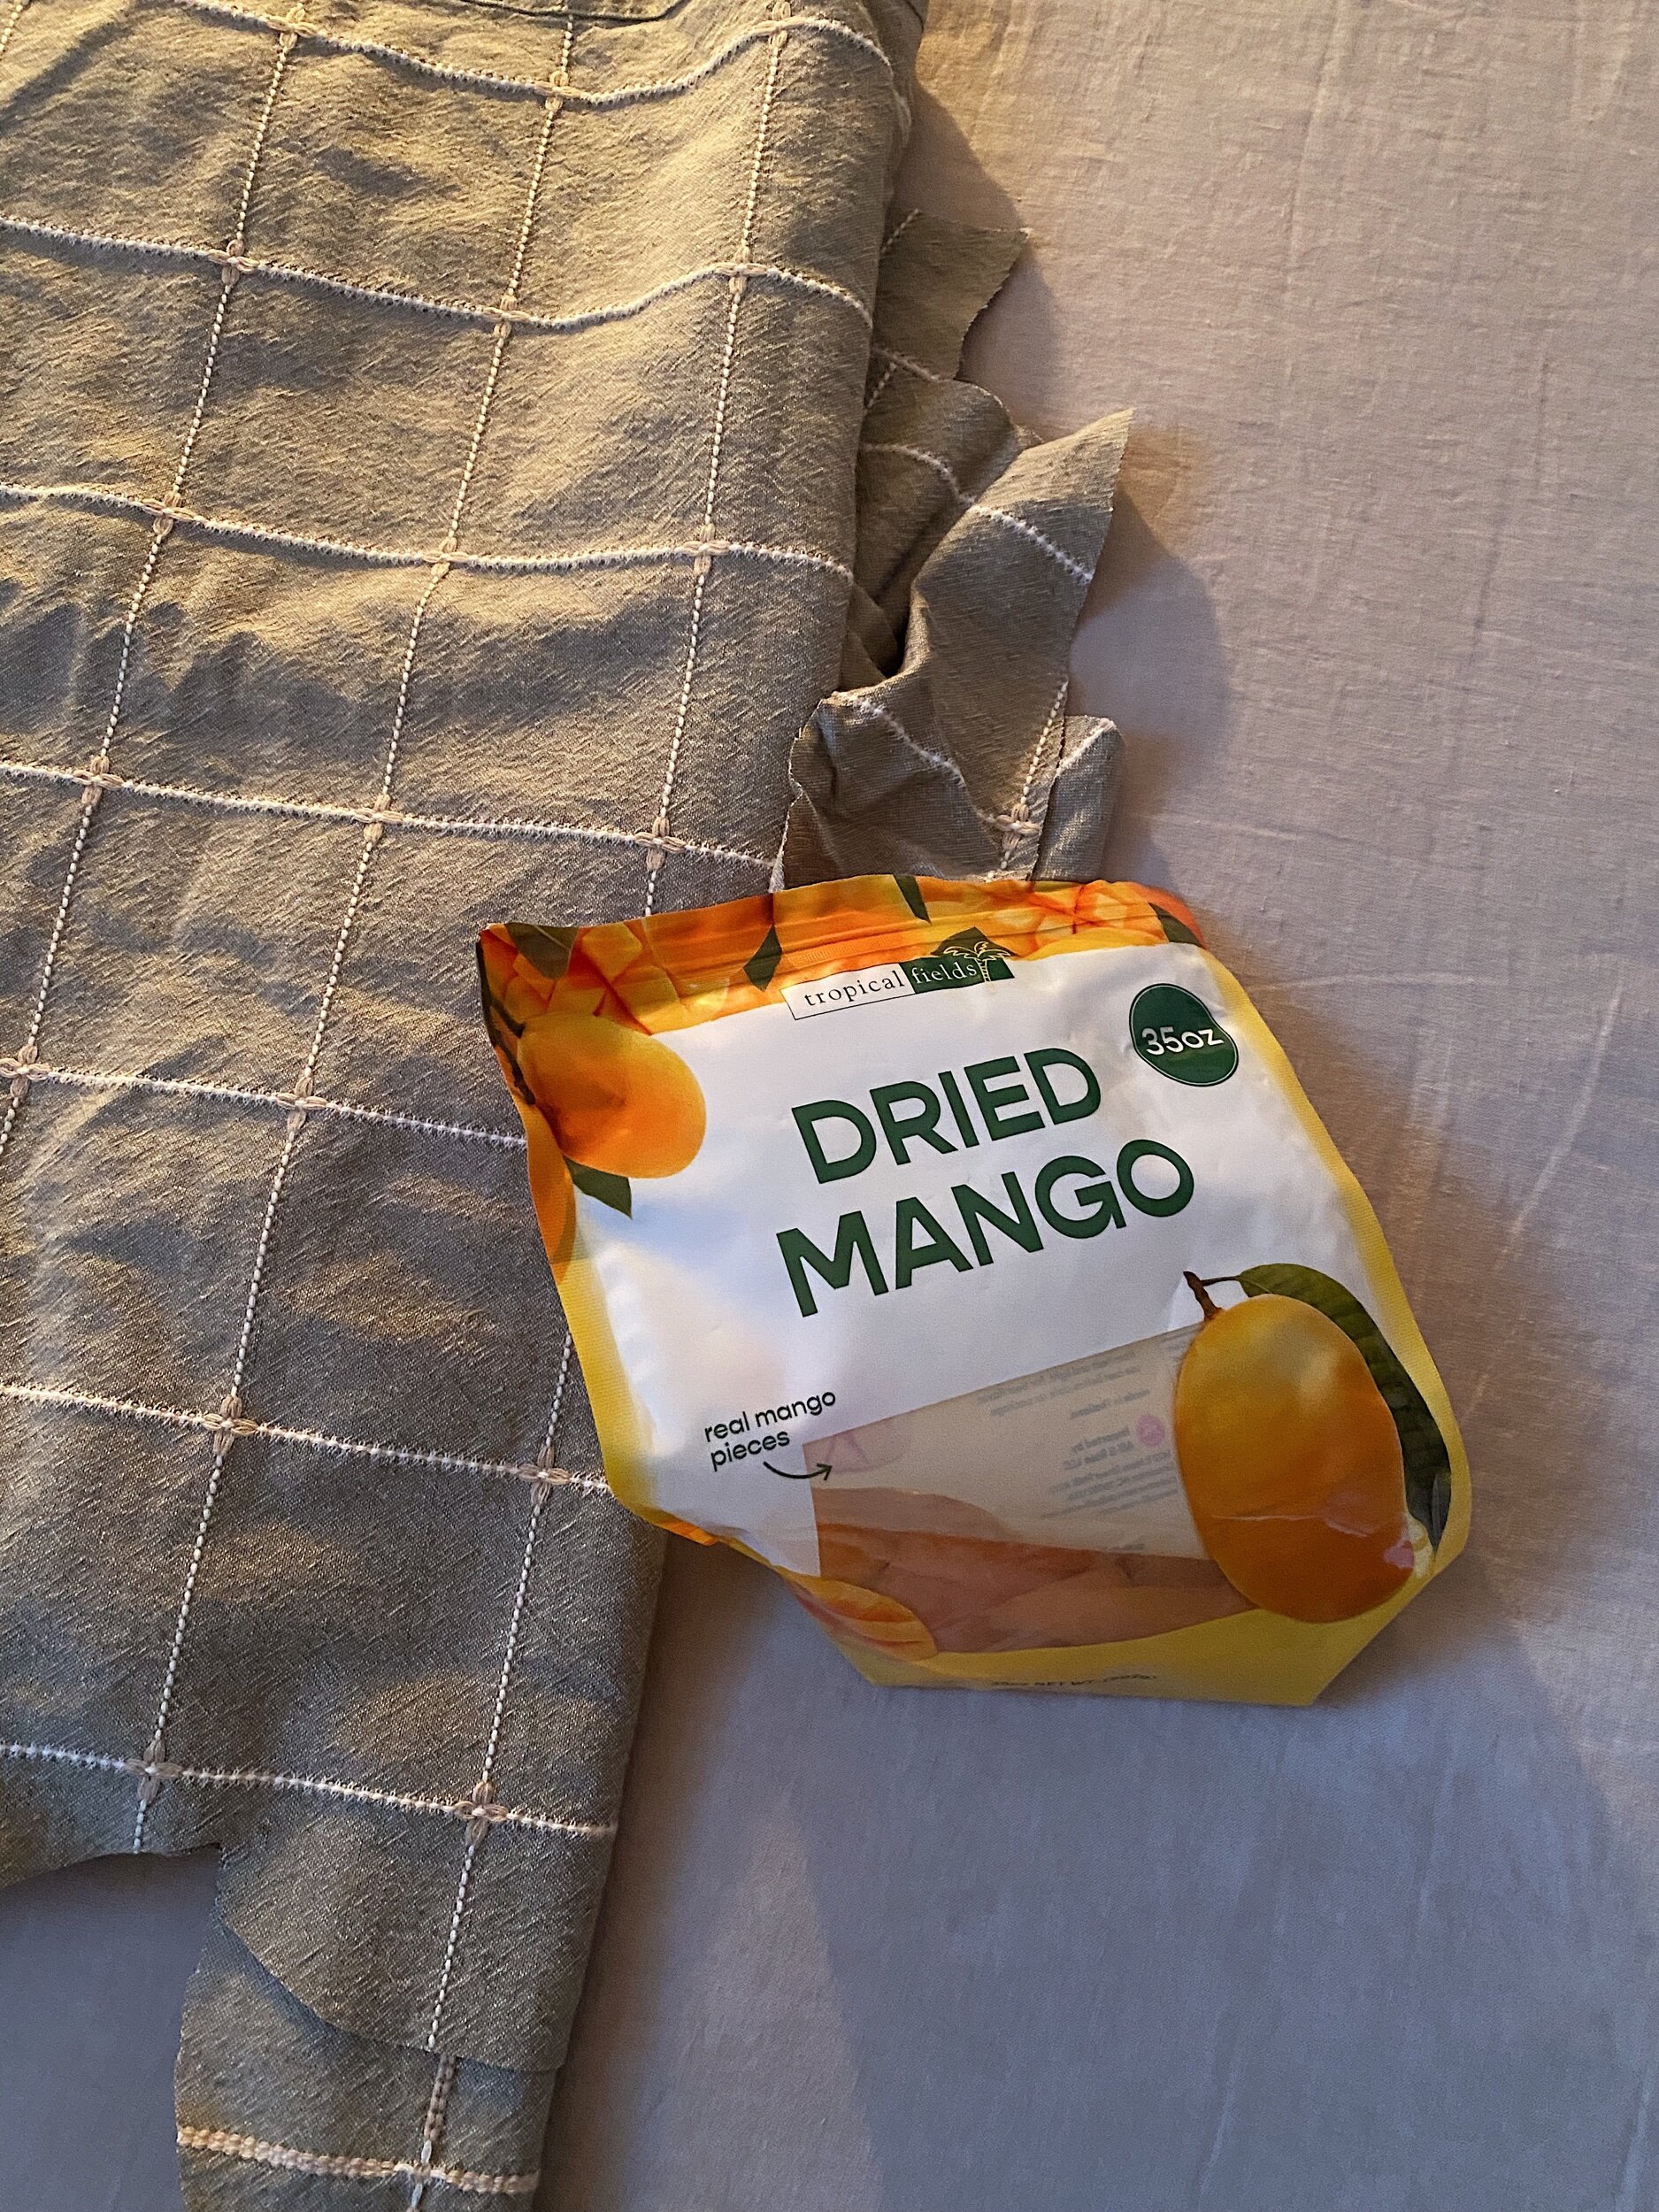 tropical fields
35oz
DRIED
MANGO
real mango
pieces